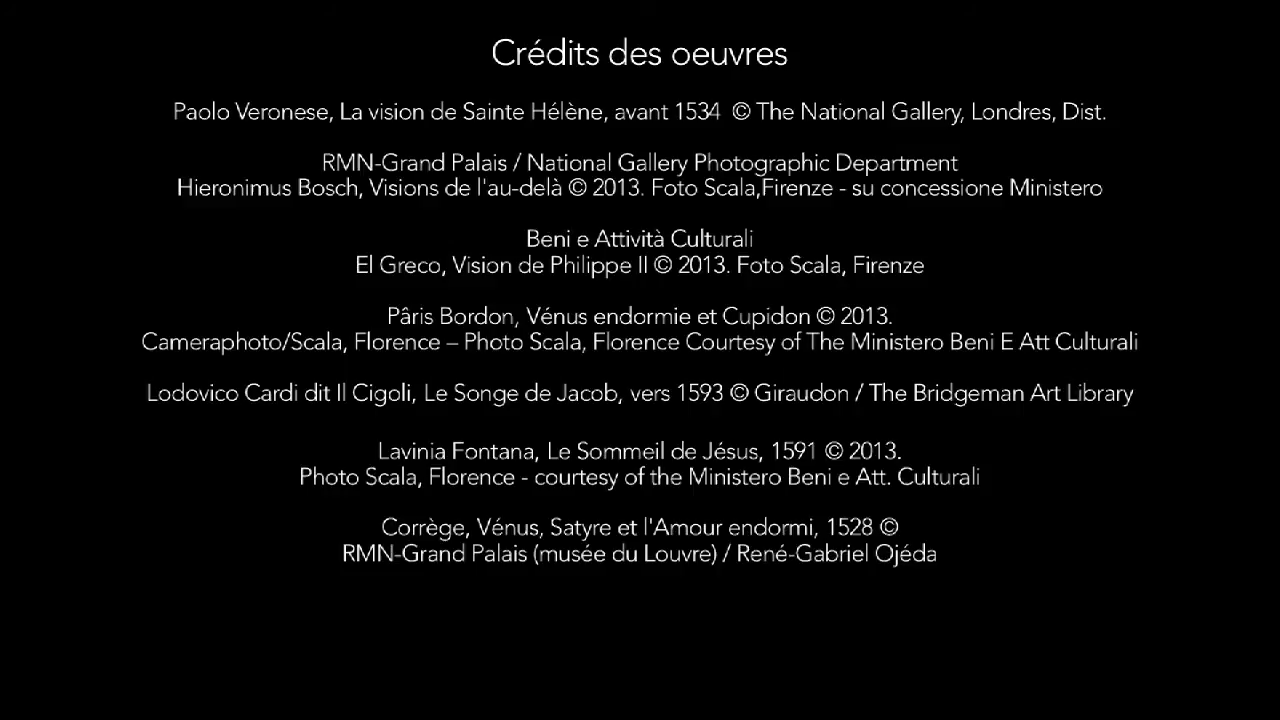 Crédits des oeuvres
Paolo Veronese, La vision de Sainte Hélène, avant 1534 © The National Gallery, Londres, Dist.
RMN-Grand Palais / National Gallery Photographic Department
Hieronimus Bosch, Visions de l'au-delà © 2013. Foto Scala,Firenze - su concessione Ministero
Beni e Attività Culturali
El Greco, Vision de Philippe II © 2013. Foto Scala, Firenze
Pâris Bordon, Vénus endormie et Cupidon © 2013.
Cameraphoto/Scala, Florence – Photo Scala, Florence Courtesy of The Ministero Beni E Att Culturali
Lodovico Cardi dit Il Cigoli, Le Songe de Jacob, vers 1593 © Giraudon / The Bridgeman Art Library
Lavinia Fontana, Le Sommeil de Jésus, 1591 © 2013.
Photo Scala, Florence - courtesy of the Ministero Beni e Att. Culturali
Corrège, Vénus, Satyre et l'Amour endormi, 1528 ©
RMN-Grand Palais (musée du Louvre) / René-Gabriel Ojéda